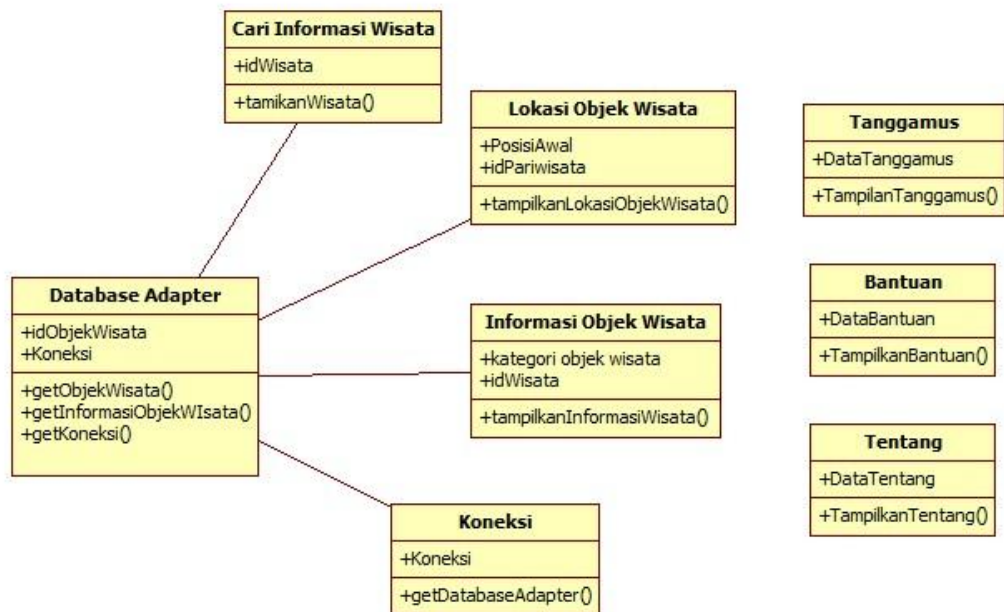 Cari Informasi Wisata
+idWisata
+tamikanWisata()
Lokasi Objek Wisata
+PosisiAwal
+idPariwisata
+tampilkanLokasiObjekWisata()
Tanggamus
+DataTanggamus
+TampilanTanggamus()
Database Adapter
+idObjekWisata
+Koneksi
+getObjekWisata()
+getInformasiObjekWIsata()
+getKoneksi()
Informasi Objek Wisata
+kategori objek wisata
+idWisata
+tampilkanInformasiWisata()
Bantuan
+DataBantuan
+TampilkanBantuan()
Tentang
+DataTentang
+TampilkanTentang()
Koneksi
+Koneksi
+getDatabaseAdapter()